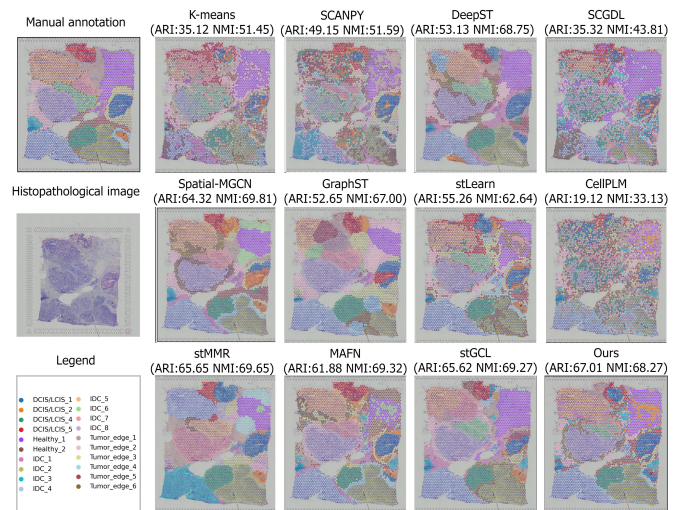 Manual annotation
K-means
(ARI:35.12 NMI:51.45)
SCANPY
(ARI:49.15 NMI:51.59)
DeepST
(ARI:53.13 NMI:68.75)
SCGDL
(ARI:35.32 NMI:43.81)
Histopathological image
Spatial-MGCN
(ARI:64.32 NMI:69.81)
GraphST
(ARI:52.65 NMI:67.00)
stLearn
(ARI:55.26 NMI:62.64)
CellPLM
(ARI:19.12 NMI:33.13)
Legend
DCIS/LCIS_1
DCIS/LCIS_2
DCIS/LCIS_4
DCIS/LCIS_5
Healthy_1
Healthy_2
IDC_1
IDC_2
IDC_3
IDC_4
IDC_5
IDC_6
IDC_7
IDC_8
Tumor_edge_1
Tumor_edge_2
Tumor_edge_3
Tumor_edge_4
Tumor_edge_5
Tumor_edge_6
stMMR
(ARI:65.65 NMI:69.65)
MAFN
(ARI:61.88 NMI:69.32)
stGCL
(ARI:65.62 NMI:69.27)
Ours
(ARI:67.01 NMI:68.27)